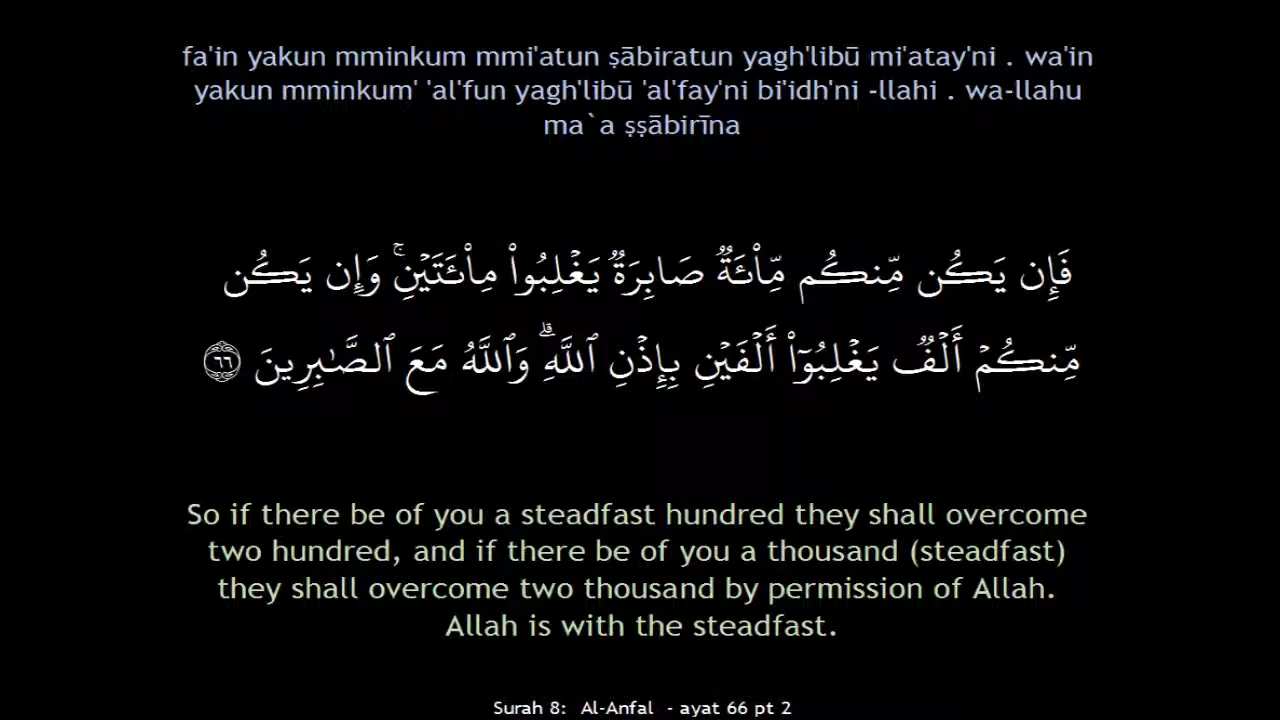 fa'in yakun mminkum mmi'atun ṣābiratun yagh'libū mi'atay'ni . wa'in
yakun mminkum' 'al'fun yagh'libū 'al'fay'ni bi'idh'ni -llahi . wa-llahu
ma`a ṣṣābirīna
فَإِن يَكُن مِّنكُم مِّا۟ئَةٌ صَابِرَةٌ يَغْلِبُوا۟ مِا۟ئَتَيْنِ ۚ وَإِن يَكُن
مِّنكُمْ أَلْفٌ يَغْلِبُوٓا۟ أَلْفَيْنِ بِإِذْنِ ٱللَّهِ ۗ وَٱللَّهُ مَعَ ٱلصَّـٰبِرِينَ ٦٦
So if there be of you a steadfast hundred they shall overcome
two hundred, and if there be of you a thousand (steadfast)
they shall overcome two thousand by permission of Allah.
Allah is with the steadfast.
Surah 8: Al-Anfal - ayat 66 pt 2